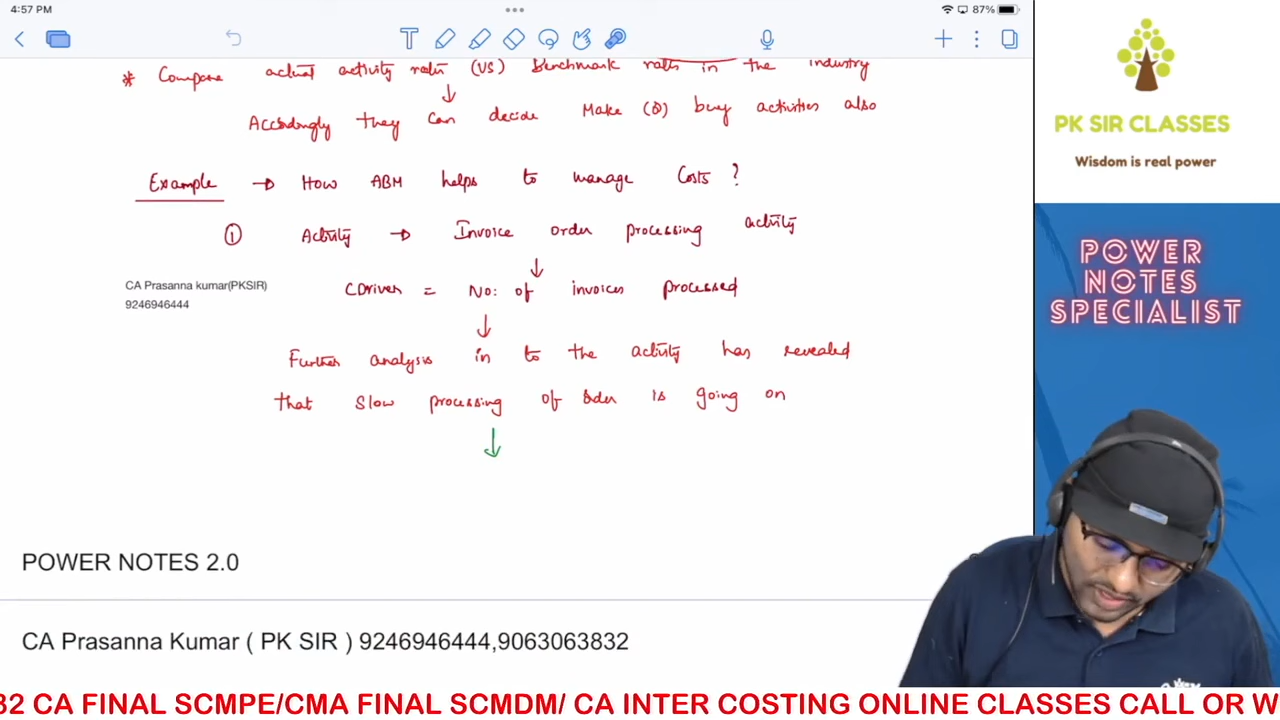 4:57 PM
87%
* Compare actual activity rates (VS) Benchmark rates in the industry
Accordingly they can decide Make (or) buy activities also
Example → How ABM helps to manage Costs ?
① Activity → Invoice order processing activity
CA Prasanna kumar(PKSIR)
9246946444
CDriver = No: of invoices processed
Further analysis in to the activity has revealed
that slow processing of order is going on
POWER NOTES 2.0
CA Prasanna Kumar ( PK SIR ) 9246946444,9063063832
PK SIR CLASSES
Wisdom is real power
POWER
NOTES
SPECIALIST
32 CA FINAL SCMPE/CMA FINAL SCMDM/ CA INTER COSTING ONLINE CLASSES CALL OR W